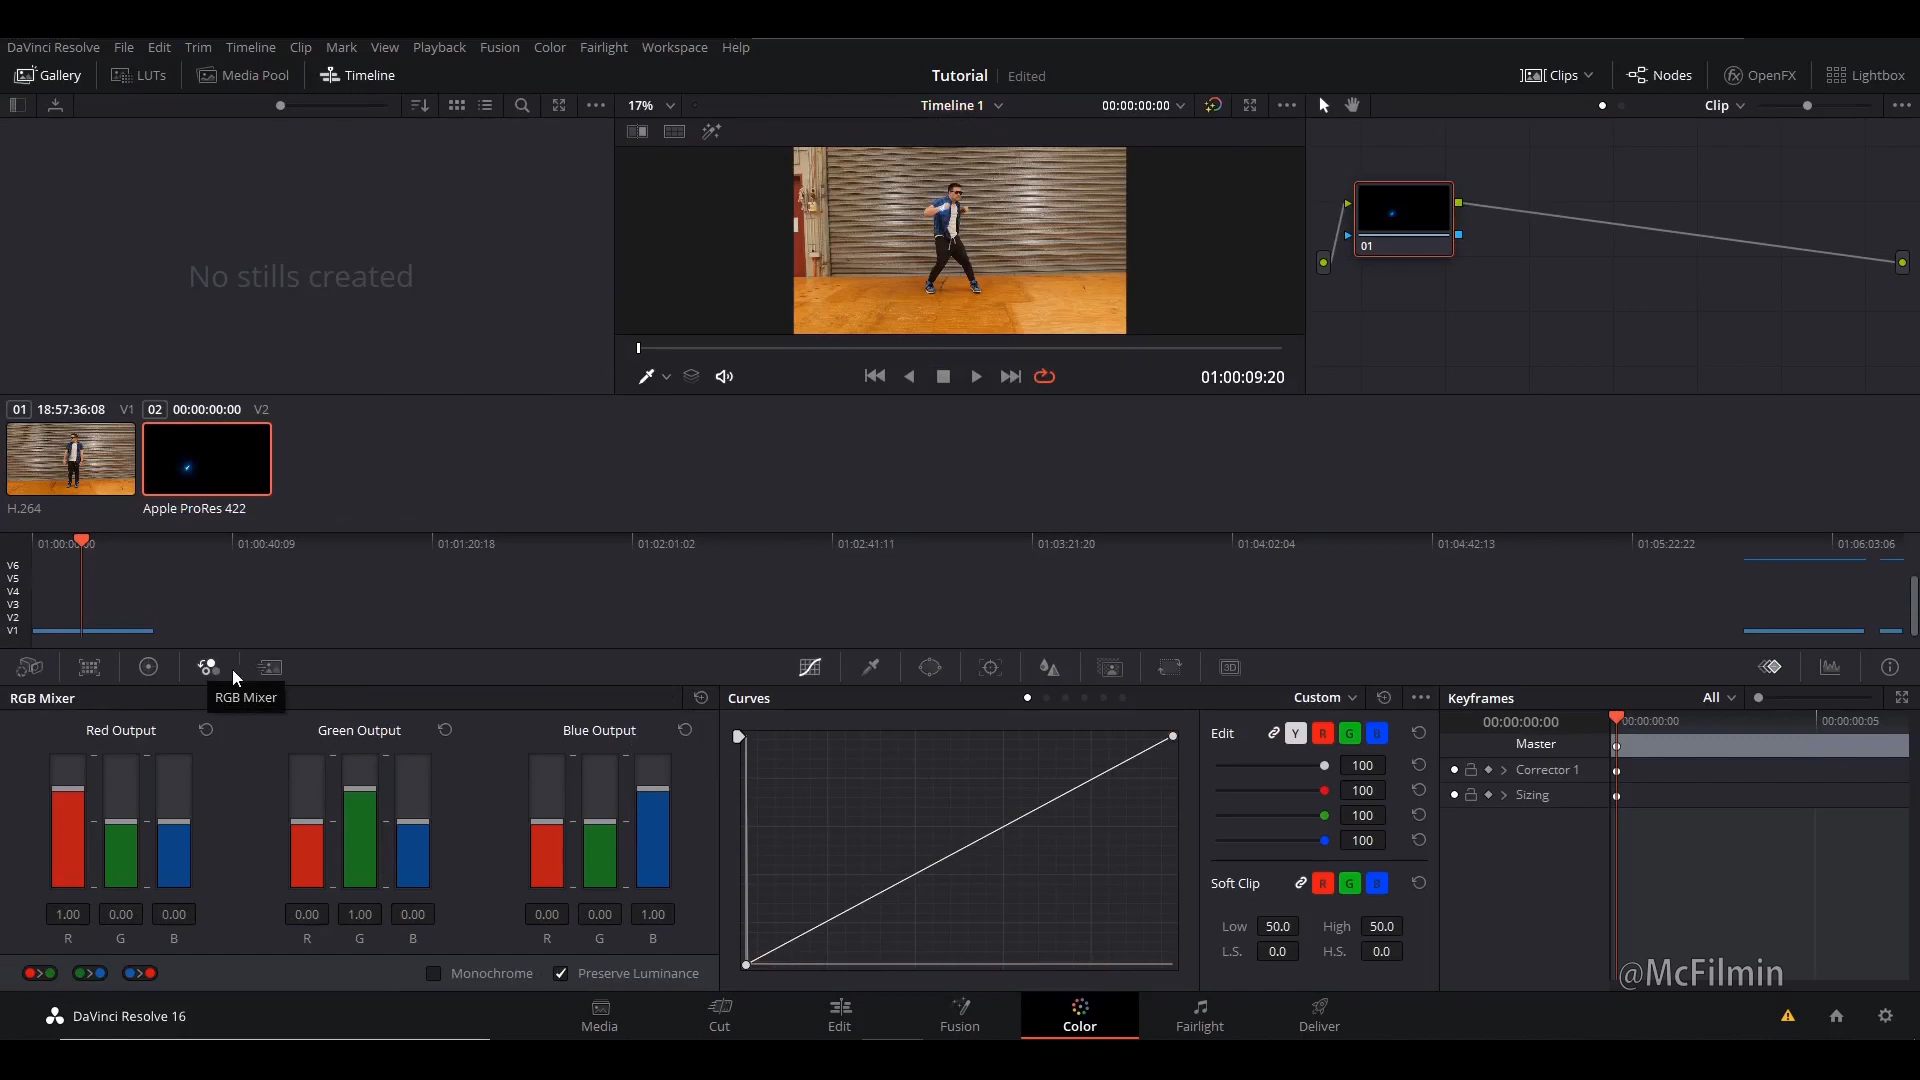 DaVinci Resolve File Edit Trim Timeline Clip Mark View Playback Fusion Color Fairlight Workspace Help
Gallery LUTs Media Pool Timeline Tutorial Edited Clips Nodes OpenFX Lightbox
17% Timeline 1 00:00:00:00 Clip
No stills created
01
01:00:09:20
01 18:57:36:08 V1 02 00:00:00:00 V2
H.264 Apple ProRes 422
01:00:00:00 01:00:40:09 01:01:20:18 01:02:01:02 01:02:41:11 01:03:21:20 01:04:02:04 01:04:42:13 01:05:22:22 01:06:03:06
V6
V5
V4
V3
V2
V1
3D
RGB Mixer RGB Mixer Curves Custom Keyframes All
Red Output Green Output Blue Output Edit Y R G B 00:00:00:00 00:00:00:00 00:00:00:05
Master
100 Corrector 1
100 Sizing
100
100
Soft Clip R G B
1.00 0.00 0.00 0.00 1.00 0.00 0.00 0.00 1.00 Low 50.0 High 50.0
R G B R G B R G B L.S. 0.0 H.S. 0.0
Monochrome Preserve Luminance @McFilmin
DaVinci Resolve 16 Media Cut Edit Fusion Color Fairlight Deliver